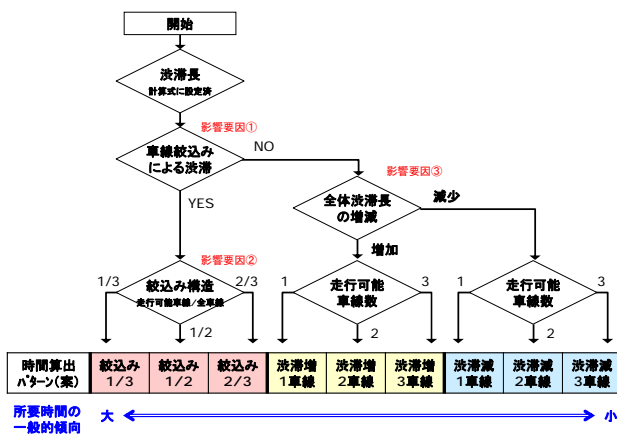 開始
渋滞長
計算式に設定済
影響要因①
車線絞込み
による渋滞
NO
YES
影響要因③
全体渋滞長
の増減
減少
増加
影響要因②
1/3
絞込み構造
走行可能車線/全車線
2/3
1/2
1
走行可能
車線数
3
2
1
走行可能
車線数
3
2
時間算出
ﾊﾟﾀｰﾝ(案)
絞込み
1/3
絞込み
1/2
絞込み
2/3
渋滞増
1車線
渋滞増
2車線
渋滞増
3車線
渋滞減
1車線
渋滞減
2車線
渋滞減
3車線
所要時間の
一般的傾向
大
小